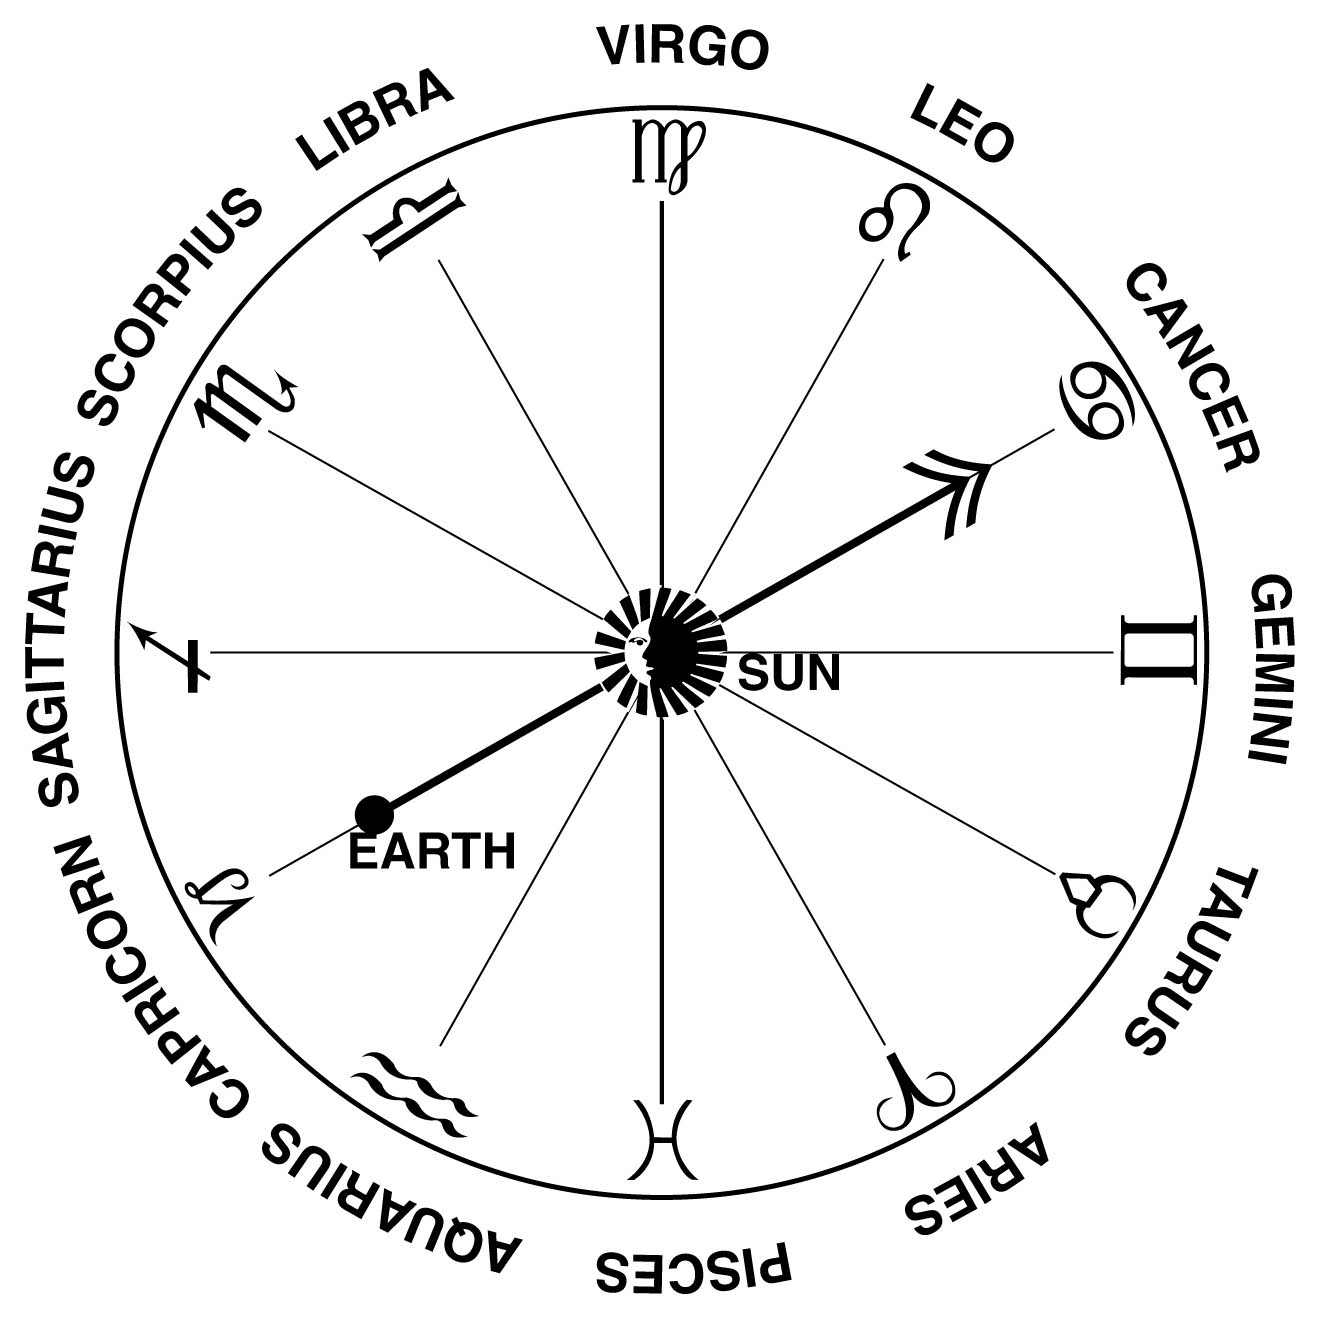 VIRGO
LEO
CANCER
GEMINI
TAURUS
ARIES
PISCES
AQUARIUS
CAPRICORN
SAGITTARIUS
SCORPIUS
LIBRA
SUN
EARTH